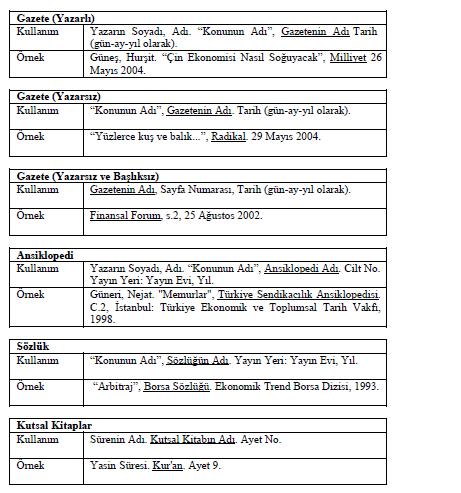 Gazete (Yazarlı)
Kullanım Yazarın Soyadı, Adı. “Konunun Adı”, Gazetenin Adı Tarih
(gün-ay-yıl olarak).
Örnek Güneş, Hurşit. “Çin Ekonomisi Nasıl Soğuyacak”, Milliyet 26
Mayıs 2004.
Gazete (Yazarsız)
Kullanım “Konunun Adı”, Gazetenin Adı. Tarih (gün-ay-yıl olarak).
Örnek “Yüzlerce kuş ve balık...”, Radikal. 29 Mayıs 2004.
Gazete (Yazarsız ve Başlıksız)
Kullanım Gazetenin Adı, Sayfa Numarası, Tarih (gün-ay-yıl olarak).
Örnek Finansal Forum, s.2, 25 Ağustos 2002.
Ansiklopedi
Kullanım Yazarın Soyadı, Adı. “Konunun Adı”, Ansiklopedi Adı. Cilt No.
Yayın Yeri: Yayın Evi, Yıl.
Örnek Güneri, Nejat. "Memurlar", Türkiye Sendikacılık Ansiklopedisi.
C.2, İstanbul: Türkiye Ekonomik ve Toplumsal Tarih Vakfı,
1998.
Sözlük
Kullanım “Konunun Adı”, Sözlüğün Adı. Yayın Yeri: Yayın Evi, Yıl.
Örnek “Arbitraj”, Borsa Sözlüğü. Ekonomik Trend Borsa Dizisi, 1993.
Kutsal Kitaplar
Kullanım Sürenin Adı. Kutsal Kitabın Adı. Ayet No.
Örnek Yasin Süresi. Kur'an. Ayet 9.